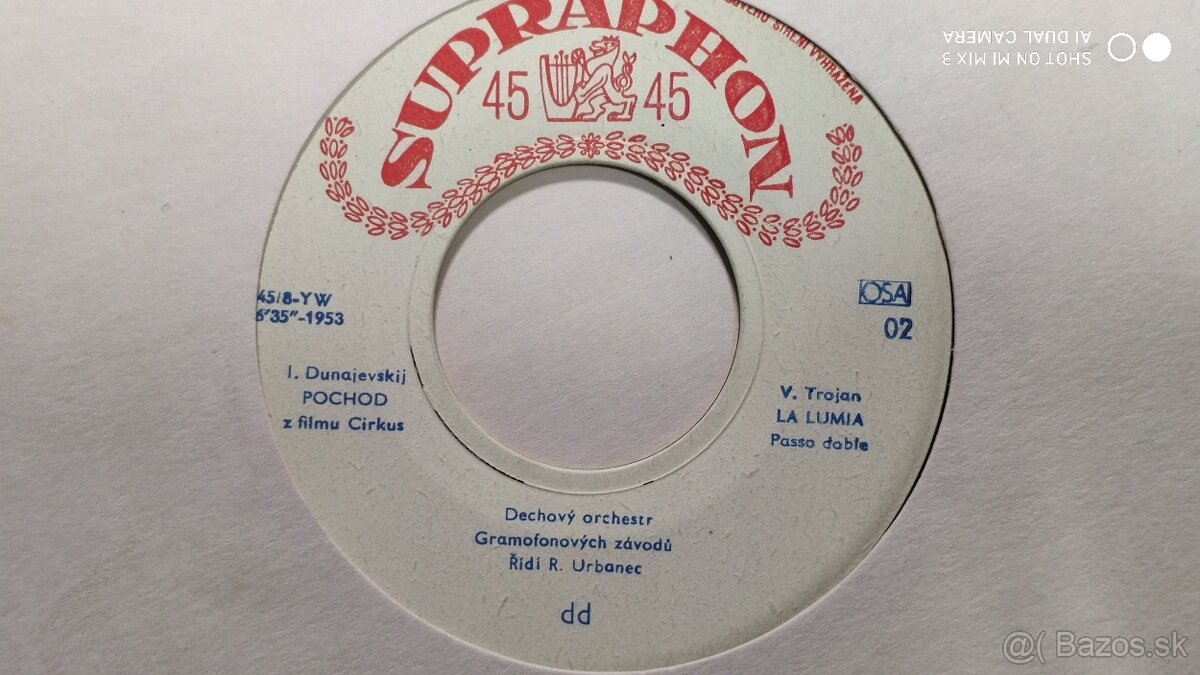 SUPRAPHON
45 45
VYHRAZENA
SHOT ON MI MIX 3
AI DUAL CAMERA
45/8-YW
6'35"-1953
OSA
02
I. Dunajevskij
POCHOD
z filmu Cirkus
V. Trojan
LA LUMIA
Passo doble
Dechový orchestr
Gramofonových závodů
Řídí R. Urbanec
dd
@( Bazos.sk